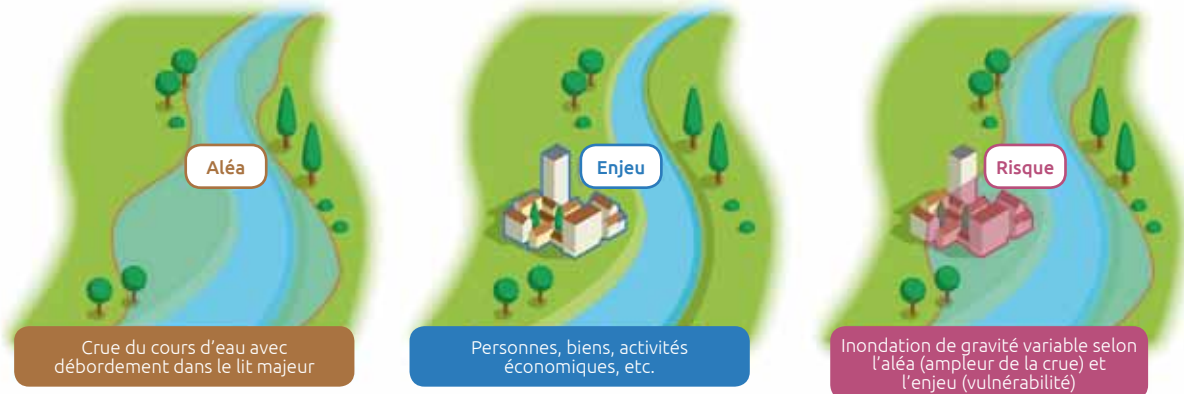 Aléa
Crue du cours d'eau avec
débordement dans le lit majeur
Enjeu
Personnes, biens, activités
économiques, etc.
Risque
Inondation de gravité variable selon
l'aléa (ampleur de la crue) et
l'enjeu (vulnérabilité)